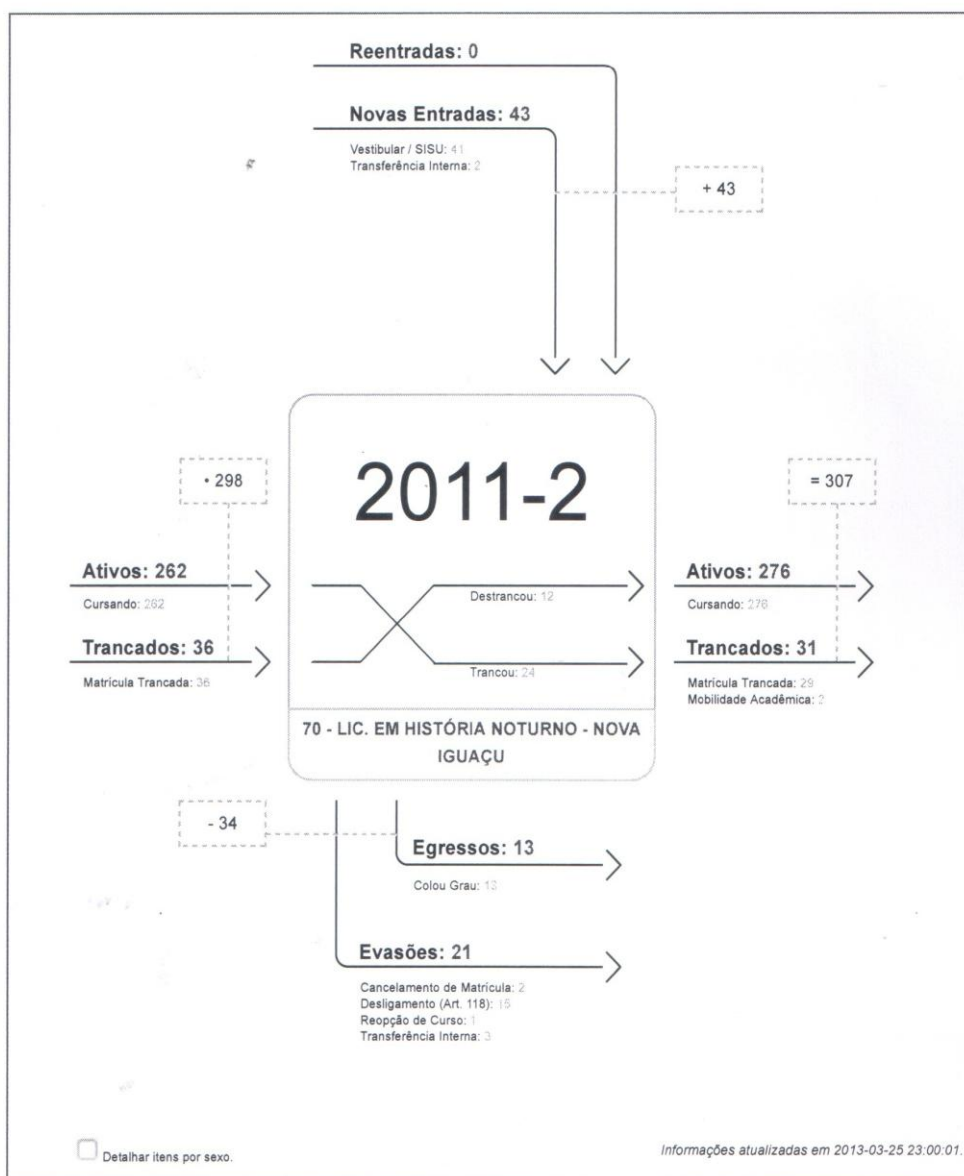 Reentradas: 0
Novas Entradas: 43
Vestibular / SISU: 41
Transferência Interna: 2
+ 43
• 298
2011-2
= 307
Ativos: 262
Cursando: 262
Destrancou: 12
Ativos: 276
Cursando: 276
Trancados: 36
Matrícula Trancada: 36
Trancou: 24
Trancados: 31
Matrícula Trancada: 29
Mobilidade Acadêmica: 2
70 - LIC. EM HISTÓRIA NOTURNO - NOVA
IGUAÇU
- 34
Egressos: 13
Colou Grau: 13
Evasões: 21
Cancelamento de Matrícula: 2
Desligamento (Art. 118): 15
Reopção de Curso: 1
Transferência Interna: 3
Detalhar itens por sexo.
Informações atualizadas em 2013-03-25 23:00:01.